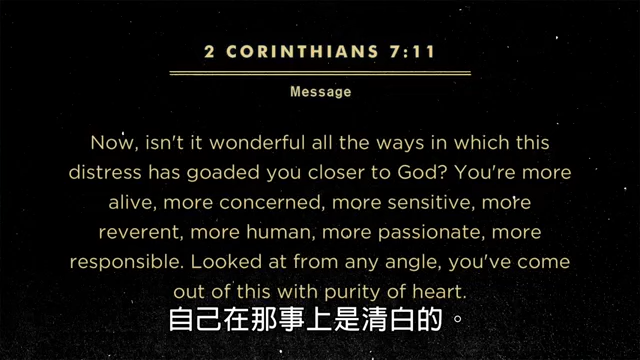 2 CORINTHIANS 7:11
Message
Now, isn't it wonderful all the ways in which this
distress has goaded you closer to God? You're more
alive, more concerned, more sensitive, more
reverent, more human, more passionate, more
responsible. Looked at from any angle, you've come
out of this with purity of heart.
自己在那事上是清白的。